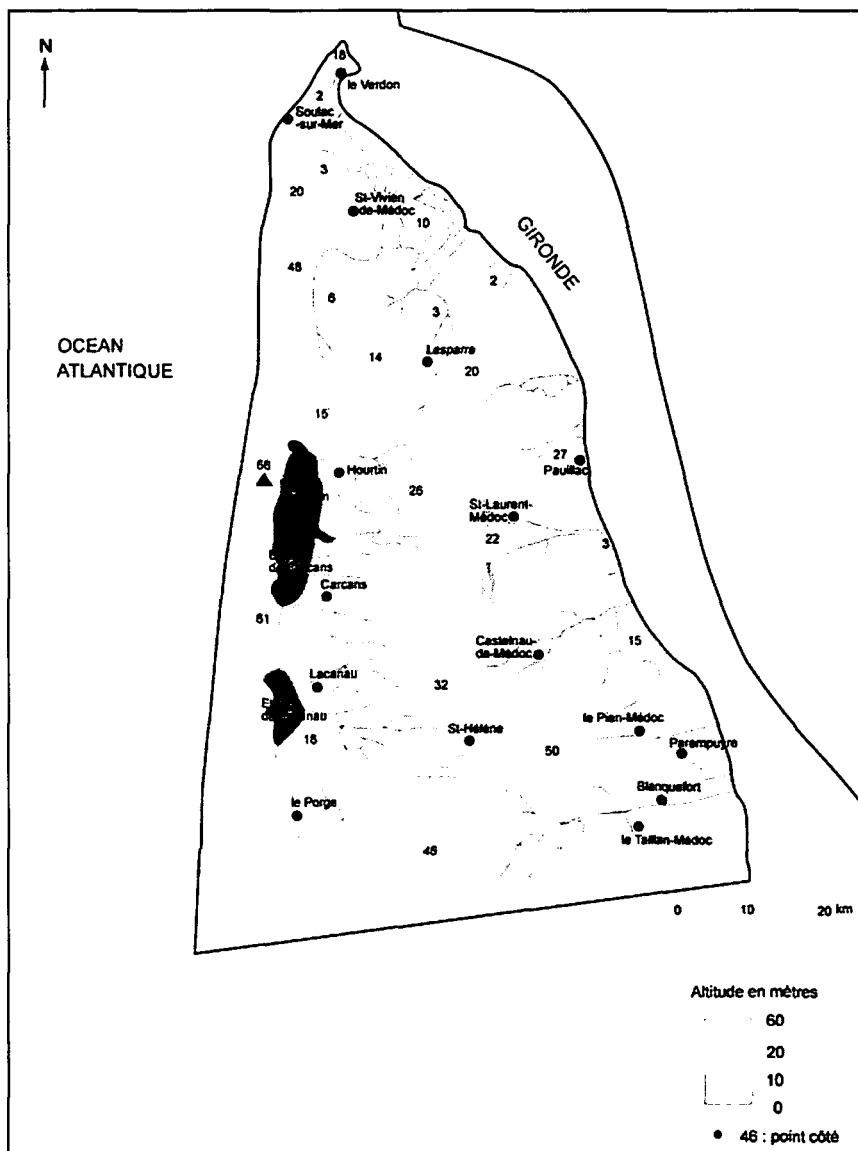 N
18
le Verdon
2
Soulac
-sur-Mer
3
20
St-Vivien
de-Médoc
10
GIRONDE
48
2
6
3
OCEAN
ATLANTIQUE
14
Lesparre
20
15
66
Hourtin
27
Pauillac
26
St-Laurent-
Médoc
22
3
Carcans
61
15
Castelnau-
de-Médoc
Lacanau
32
le Pian-Médoc
18
St-Hélène
50
Parempuyre
Blanquefort
le Porge
le Taillan-Médoc
48
0 10 20 km
Altitude en mètres
60
20
10
0
46 : point côté